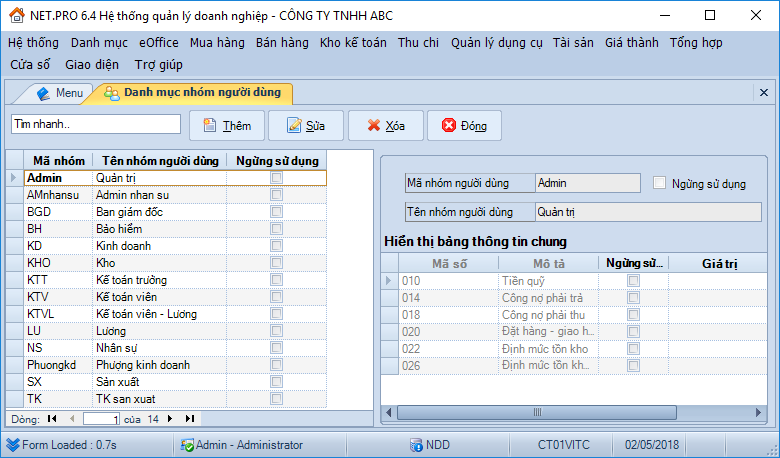 NET.PRO 6.4 Hệ thống quản lý doanh nghiệp - CÔNG TY TNHH ABC
Hệ thống Danh mục eOffice Mua hàng Bán hàng Kho kế toán Thu chi Quản lý dụng cụ Tài sản Giá thành Tổng hợp
Cửa sổ Giao diện Trợ giúp
Menu Danh mục nhóm người dùng
Tìm nhanh.. Thêm Sửa Xóa Đóng
Mã nhóm Tên nhóm người dùng Ngừng sử dụng
Admin Quản trị
AMnhansu Admin nhan su
BGD Ban giám đốc
BH Bảo hiểm
KD Kinh doanh
KHO Kho
KTT Kế toán trưởng
KTV Kế toán viên
KTVL Kế toán viên - Lương
LU Lương
NS Nhân sự
Phuongkd Phượng kinh doanh
SX Sản xuất
TK TK san xuat
Dòng: 1 của 14
Mã nhóm người dùng Admin Ngừng sử dụng
Tên nhóm người dùng Quản trị
Hiển thị bảng thông tin chung
Mã số Mô tả Ngừng sử... Giá trị
010 Tiền quỹ
014 Công nợ phải trả
018 Công nợ phải thu
020 Đặt hàng - giao h...
022 Định mức tồn kho
026 Định mức tồn kh...
Form Loaded : 0.7s Admin - Administrator NDD CT01VITC 02/05/2018